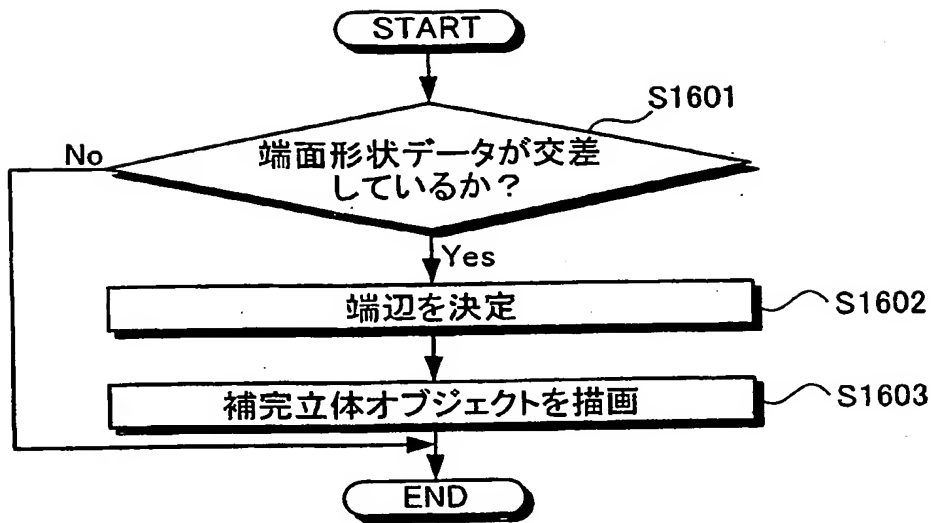 START
S1601
No
端面形状データが交差
しているか？
Yes
端辺を決定
S1602
補完立体オブジェクトを描画
S1603
END